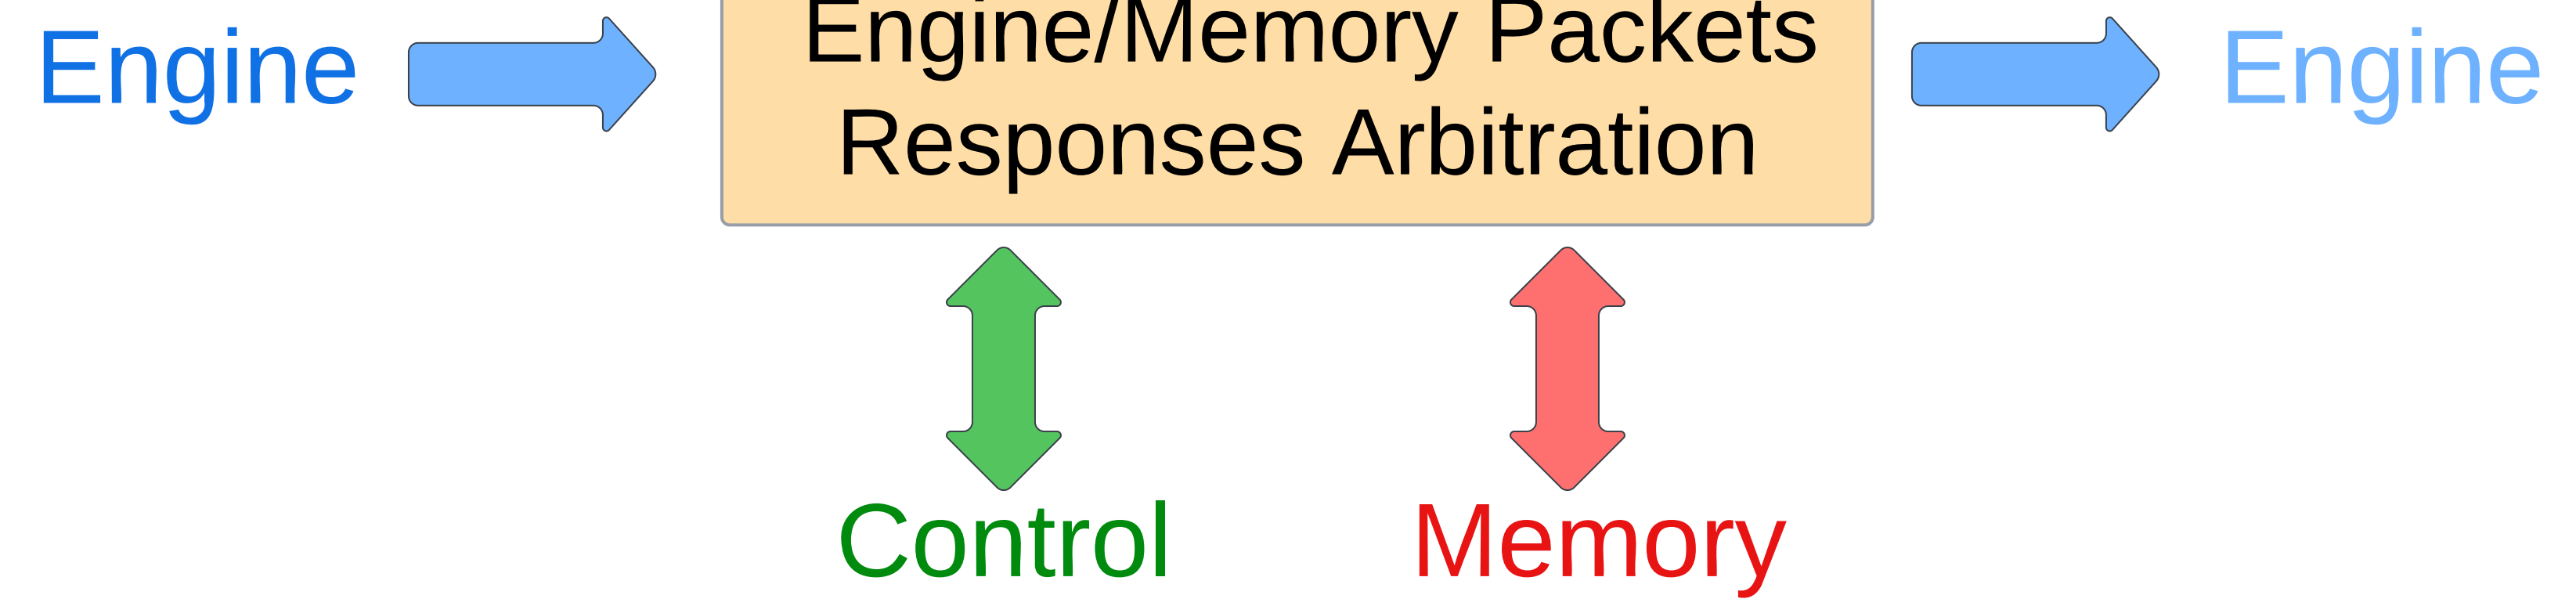 Engine
Engine/Memory Packets
Responses Arbitration
Engine
Control
Memory